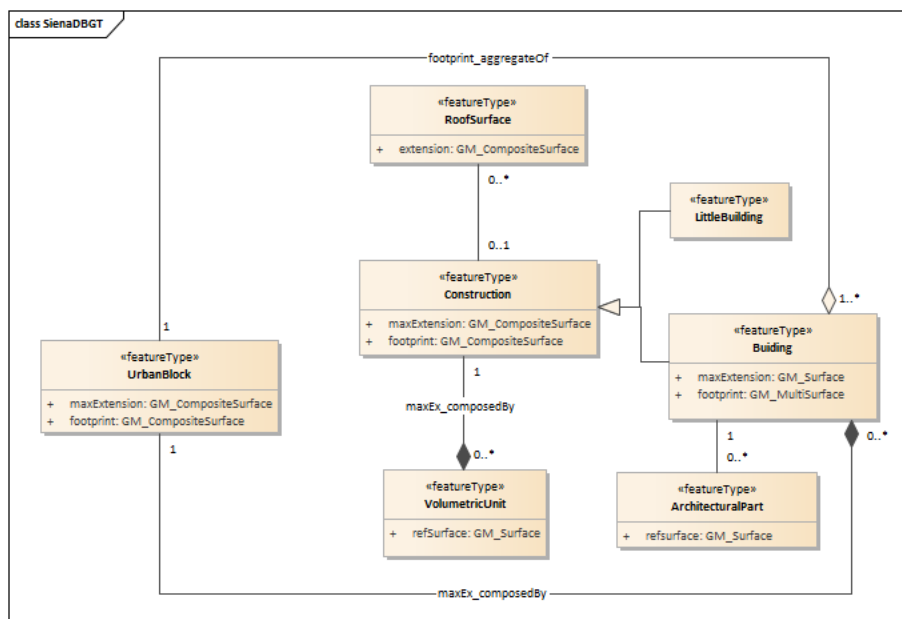 class SienaDBGT
footprint_aggregateOf
«featureType»
RoofSurface
+ extension: GM_CompositeSurface
0..*
«featureType»
LittleBuilding
0..1
«featureType»
Construction
+ maxExtension: GM_CompositeSurface
+ footprint: GM_CompositeSurface
1..*
1
«featureType»
Buiding
+ maxExtension: GM_Surface
+ footprint: GM_MultiSurface
«featureType»
UrbanBlock
+ maxExtension: GM_CompositeSurface
+ footprint: GM_CompositeSurface
1
maxEx_composedBy
1
1
0..*
0..*
0..*
«featureType»
VolumetricUnit
+ refSurface: GM_Surface
«featureType»
ArchitecturalPart
+ refsurface: GM_Surface
maxEx_composedBy